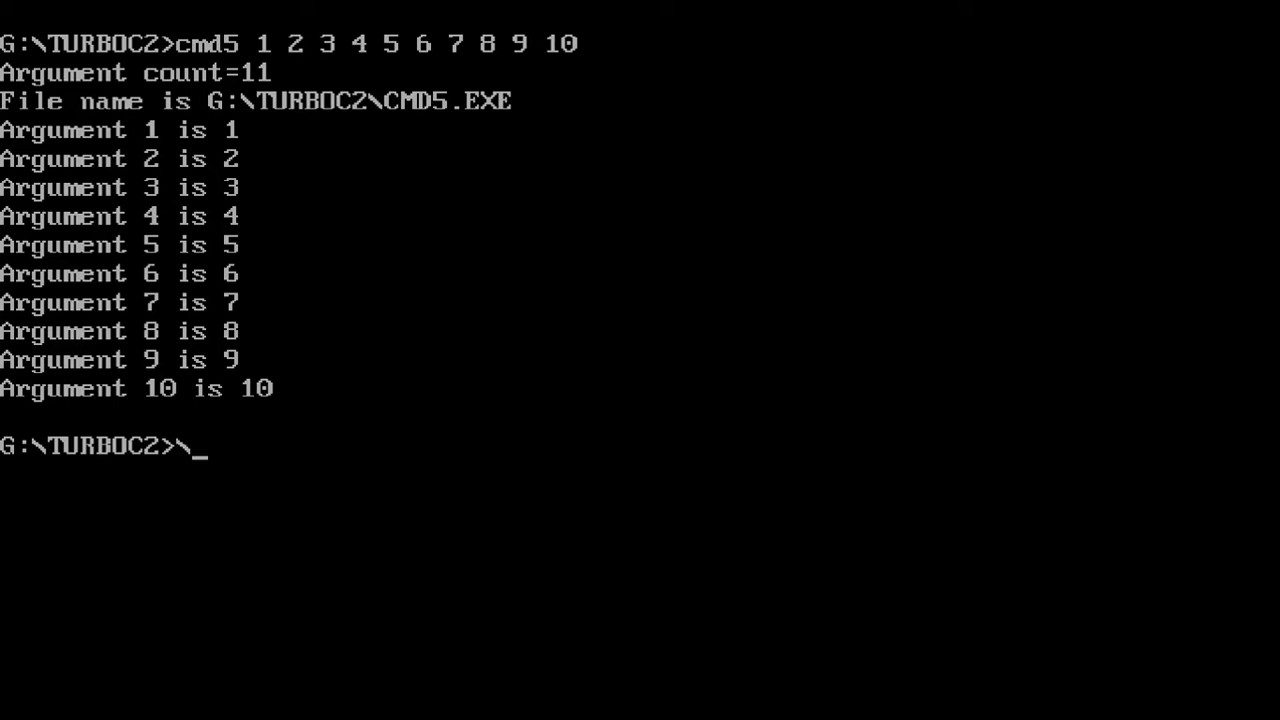 G:\TURBOC2>cmd5 1 2 3 4 5 6 7 8 9 10
Argument count=11
File name is G:\TURBOC2\CMD5.EXE
Argument 1 is 1
Argument 2 is 2
Argument 3 is 3
Argument 4 is 4
Argument 5 is 5
Argument 6 is 6
Argument 7 is 7
Argument 8 is 8
Argument 9 is 9
Argument 10 is 10
G:\TURBOC2>\_